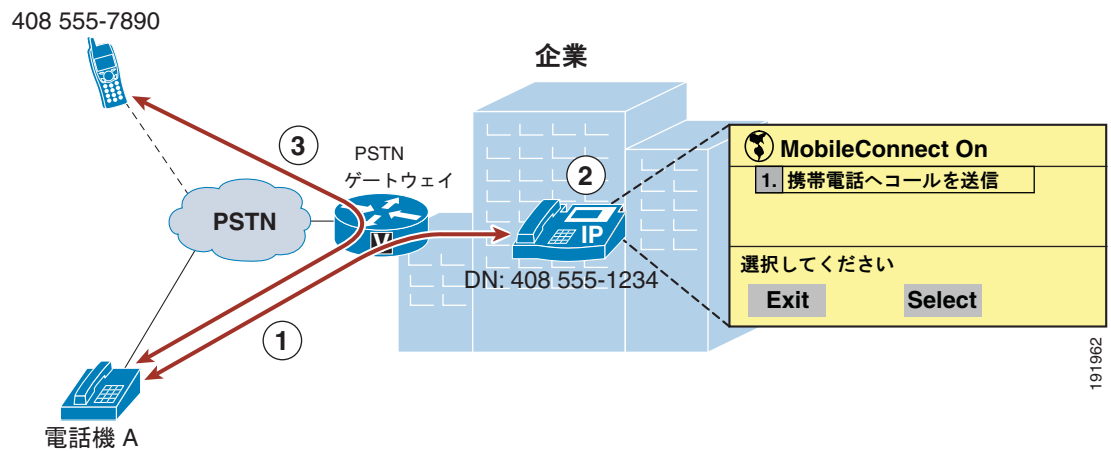 408 555-7890
企業
3
PSTN
ゲートウェイ
2
MobileConnect On
1. 携帯電話へコールを送信
PSTN
V
IP
選択してください
DN: 408 555-1234
Exit Select
1
191962
電話機 A